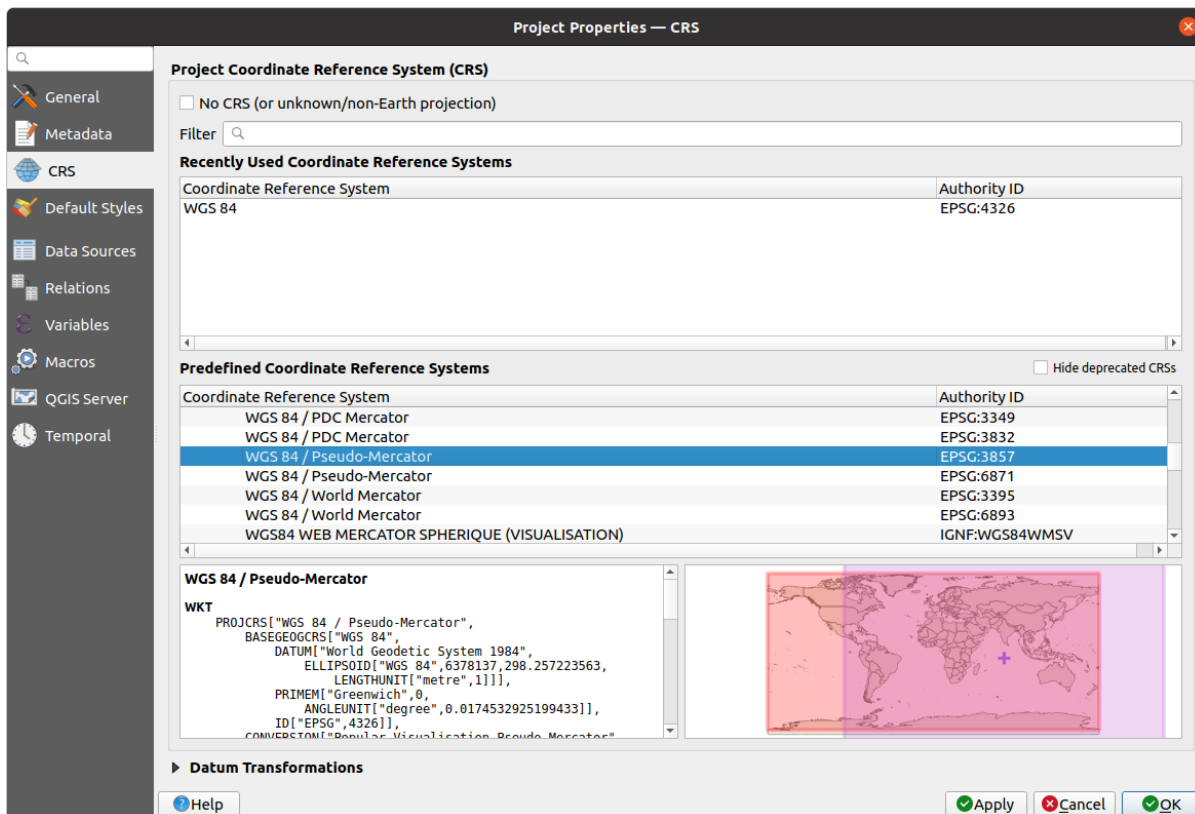 Project Properties — CRS
General
Metadata
CRS
Default Styles
Data Sources
Relations
Variables
Macros
QGIS Server
Temporal
Project Coordinate Reference System (CRS)
No CRS (or unknown/non-Earth projection)
Filter
Recently Used Coordinate Reference Systems
Coordinate Reference System Authority ID
WGS 84 EPSG:4326
Predefined Coordinate Reference Systems Hide deprecated CRSs
Coordinate Reference System Authority ID
WGS 84 / PDC Mercator EPSG:3349
WGS 84 / PDC Mercator EPSG:3832
WGS 84 / Pseudo-Mercator EPSG:3857
WGS 84 / Pseudo-Mercator EPSG:6871
WGS 84 / World Mercator EPSG:3395
WGS 84 / World Mercator EPSG:6893
WGS84 WEB MERCATOR SPHERIQUE (VISUALISATION) IGNF:WGS84WMSV
WGS 84 / Pseudo-Mercator
WKT
PROJCRS["WGS 84 / Pseudo-Mercator",
BASEGEOGCRS["WGS 84",
DATUM["World Geodetic System 1984",
ELLIPSOID["WGS 84",6378137,298.257223563,
LENGTHUNIT["metre",1]]],
PRIMEM["Greenwich",0,
ANGLEUNIT["degree",0.0174532925199433]],
ID["EPSG",4326]],
CONVERSION["Popular Visualisation Pseudo-Mercator",
Datum Transformations
Help
Apply
Cancel
OK